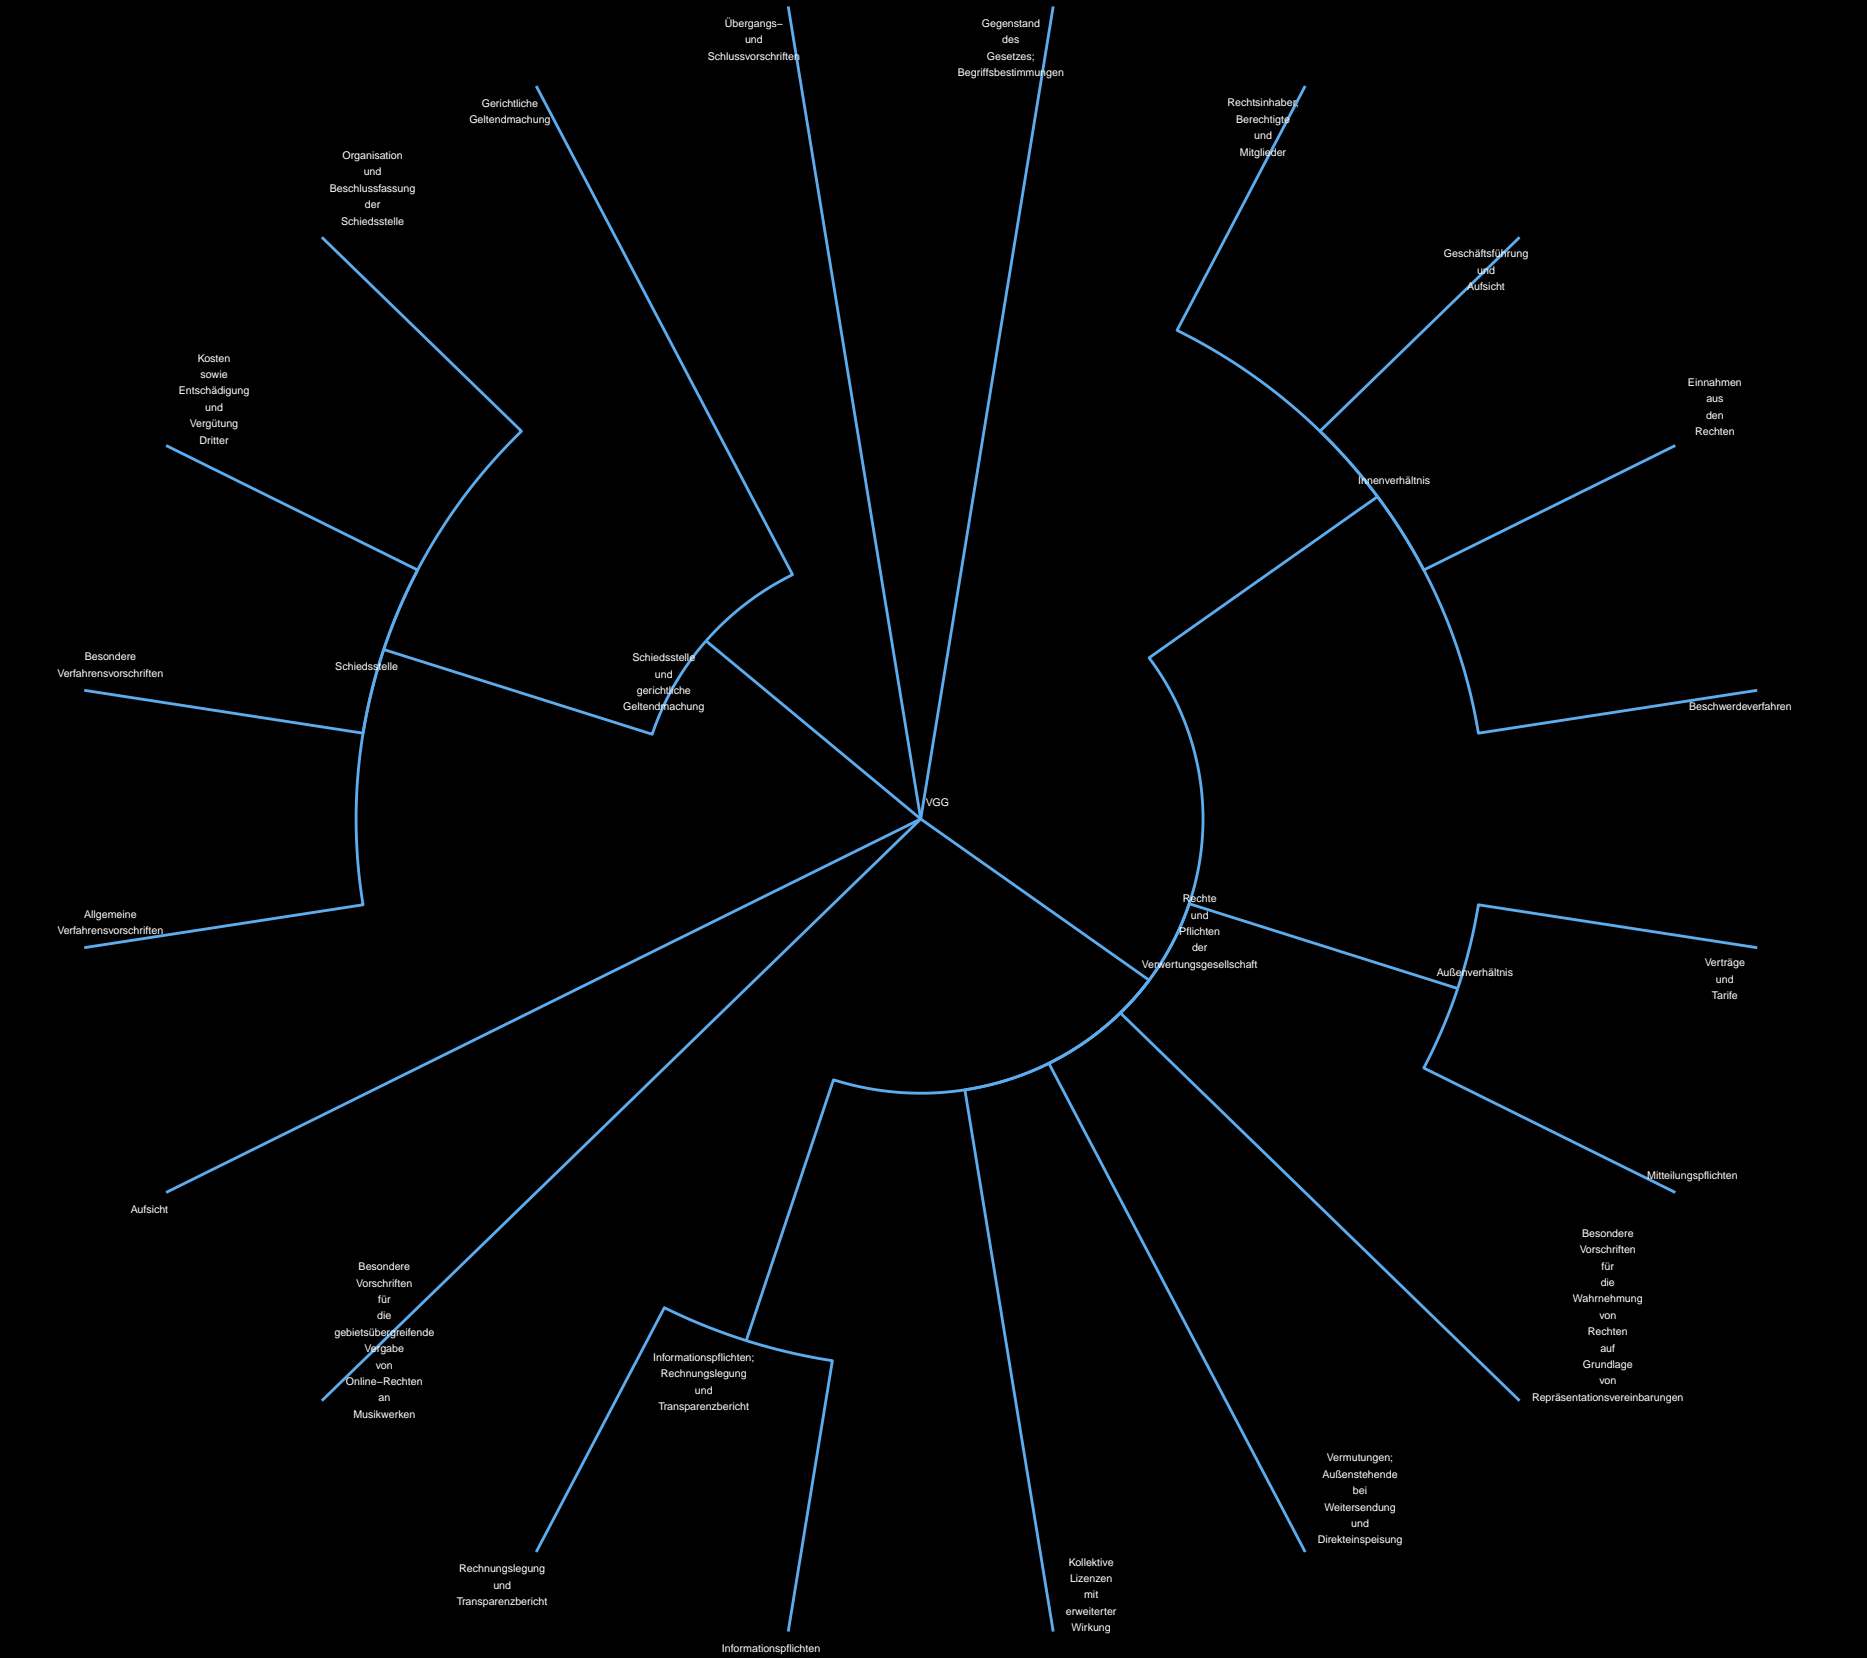 Übergangs–
und
Schlussvorschriften
Gegenstand
des
Gesetzes;
Begriffsbestimmungen
Gerichtliche
Geltendmachung
Rechtsinhaber,
Berechtigte
und
Mitglieder
Organisation
und
Beschlussfassung
der
Schiedsstelle
Geschäftsführung
und
Aufsicht
Kosten
sowie
Entschädigung
und
Vergütung
Dritter
Einnahmen
aus
den
Rechten
Innenverhältnis
Besondere
Verfahrensvorschriften
Schiedsstelle
Schiedsstelle
und
gerichtliche
Geltendmachung
Beschwerdeverfahren
VGG
Allgemeine
Verfahrensvorschriften
Rechte
und
Pflichten
der
Verwertungsgesellschaft
Außenverhältnis
Verträge
und
Tarife
Mitteilungspflichten
Aufsicht
Besondere
Vorschriften
für
die
Wahrnehmung
von
Rechten
auf
Grundlage
von
Repräsentationsvereinbarungen
Besondere
Vorschriften
für
die
gebietsübergreifende
Vergabe
von
Online–Rechten
an
Musikwerken
Informationspflichten;
Rechnungslegung
und
Transparenzbericht
Vermutungen;
Außenstehende
bei
Weitersendung
und
Direkteinspeisung
Rechnungslegung
und
Transparenzbericht
Kollektive
Lizenzen
mit
erweiterter
Wirkung
Informationspflichten